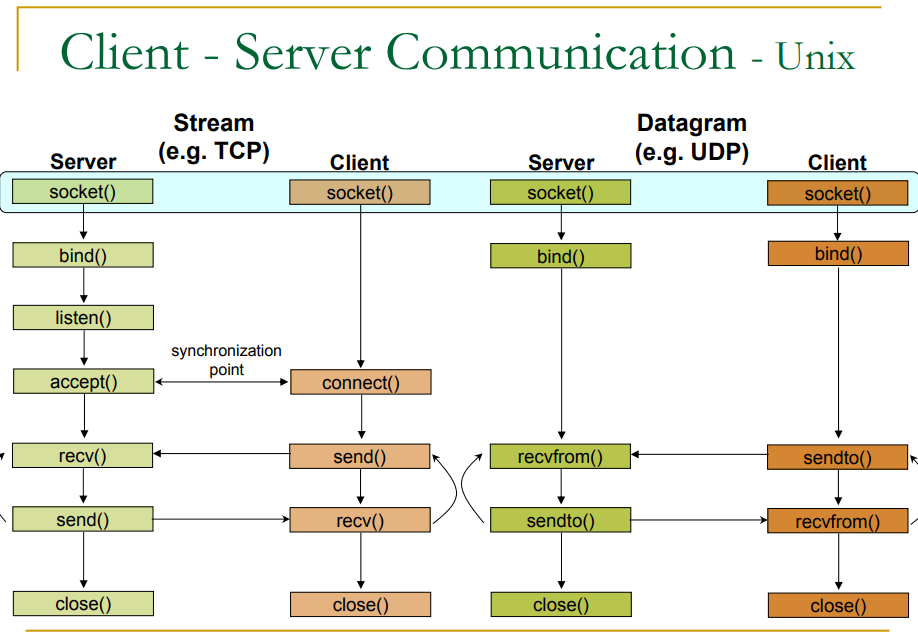 Client - Server Communication - Unix
Stream
(e.g. TCP)
Datagram
(e.g. UDP)
Server
Client
Server
Client
socket()
socket()
socket()
socket()
bind()
bind()
bind()
listen()
synchronization
point
accept()
connect()
recv()
send()
recvfrom()
sendto()
send()
recv()
sendto()
recvfrom()
close()
close()
close()
close()